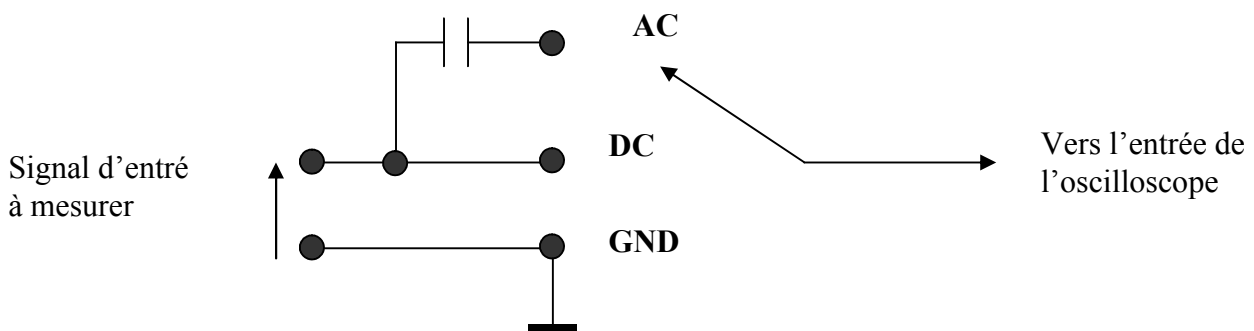 AC
Signal d’entré
à mesurer
DC
GND
Vers l’entrée de
l’oscilloscope